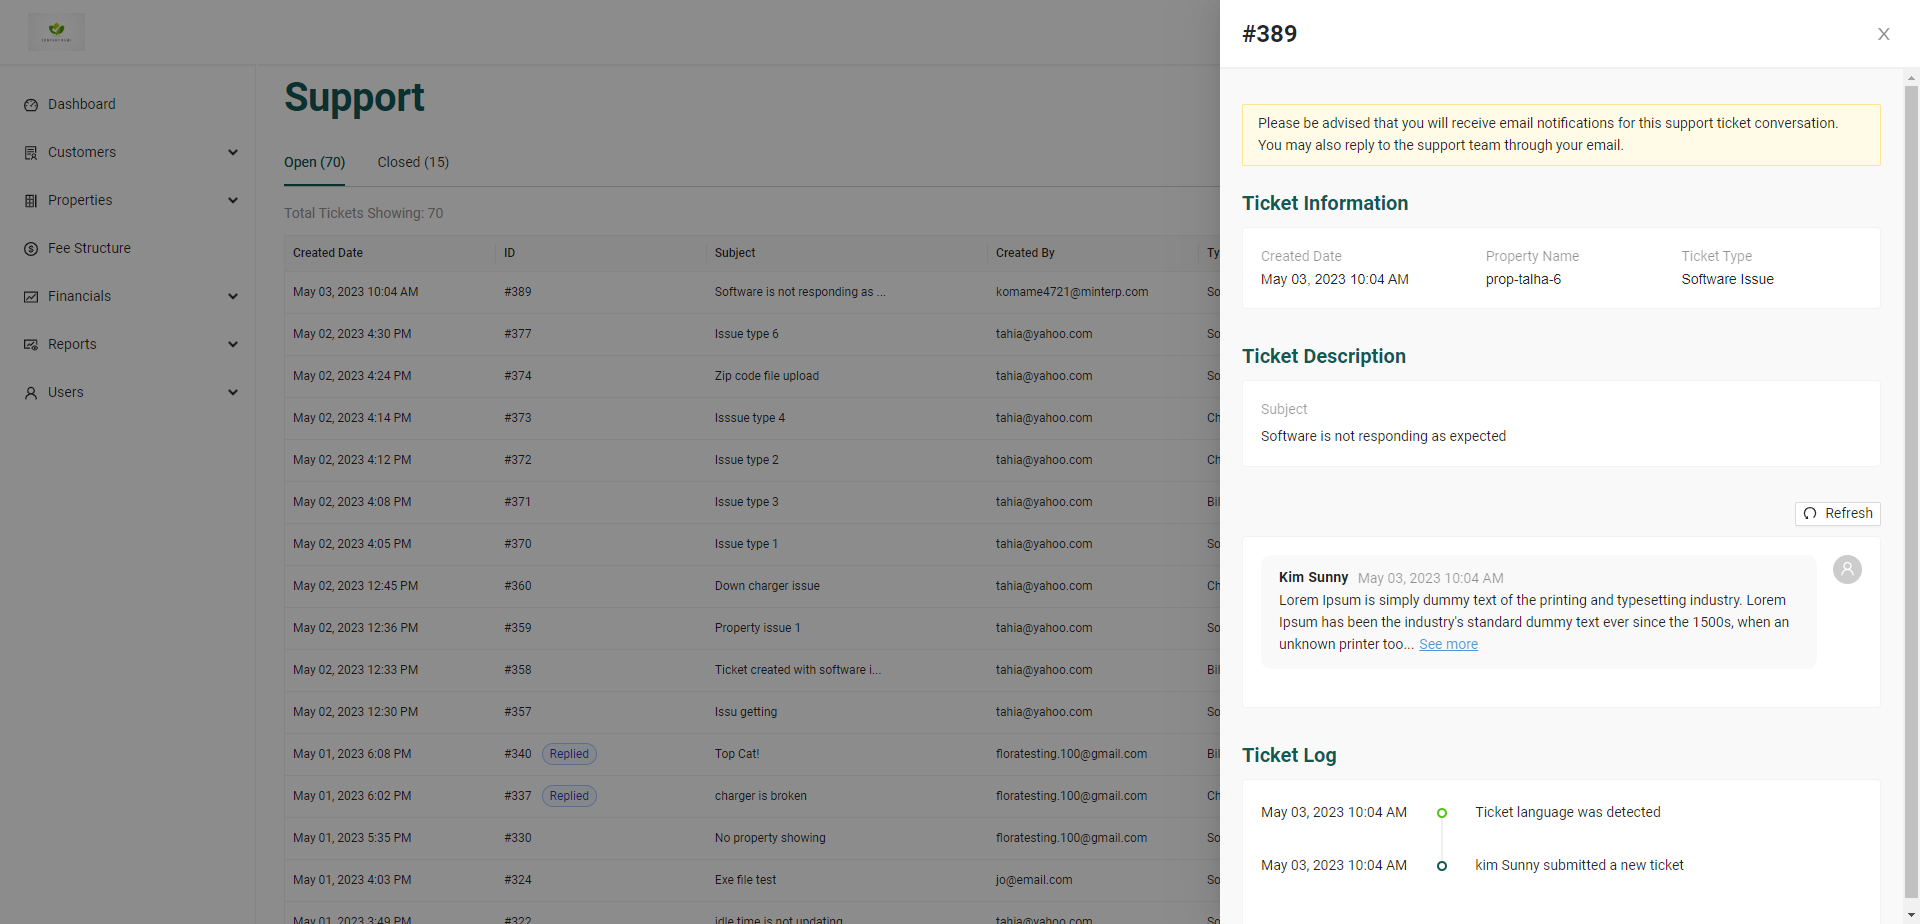 Dashboard
Customers
Properties
Fee Structure
Financials
Reports
Users
Support
Open (70) Closed (15)
Total Tickets Showing: 70
Created Date ID Subject Created By Ty
May 03, 2023 10:04 AM #389 Software is not responding as ... komame4721@minterp.com So
May 02, 2023 4:30 PM #377 Issue type 6 tahia@yahoo.com So
May 02, 2023 4:24 PM #374 Zip code file upload tahia@yahoo.com So
May 02, 2023 4:14 PM #373 Isssue type 4 tahia@yahoo.com Ch
May 02, 2023 4:12 PM #372 Issue type 2 tahia@yahoo.com Ch
May 02, 2023 4:08 PM #371 Issue type 3 tahia@yahoo.com Bil
May 02, 2023 4:05 PM #370 Issue type 1 tahia@yahoo.com So
May 02, 2023 12:45 PM #360 Down charger issue tahia@yahoo.com Ch
May 02, 2023 12:36 PM #359 Property issue 1 tahia@yahoo.com So
May 02, 2023 12:33 PM #358 Ticket created with software i... tahia@yahoo.com Bil
May 02, 2023 12:30 PM #357 Issu getting tahia@yahoo.com So
May 01, 2023 6:08 PM #340 Replied Top Cat! floratesting.100@gmail.com Bil
May 01, 2023 6:02 PM #337 Replied charger is broken floratesting.100@gmail.com Ch
May 01, 2023 5:35 PM #330 No property showing floratesting.100@gmail.com So
May 01, 2023 4:03 PM #324 Exe file test jo@email.com So
May 01, 2023 3:49 PM #322 idle time is not updating tahia@yahoo.com So
#389
Please be advised that you will receive email notifications for this support ticket conversation.
You may also reply to the support team through your email.
Ticket Information
Created Date Property Name Ticket Type
May 03, 2023 10:04 AM prop-talha-6 Software Issue
Ticket Description
Subject
Software is not responding as expected
Refresh
Kim Sunny May 03, 2023 10:04 AM
Lorem Ipsum is simply dummy text of the printing and typesetting industry. Lorem
Ipsum has been the industry's standard dummy text ever since the 1500s, when an
unknown printer too... See more
Ticket Log
May 03, 2023 10:04 AM Ticket language was detected
May 03, 2023 10:04 AM kim Sunny submitted a new ticket